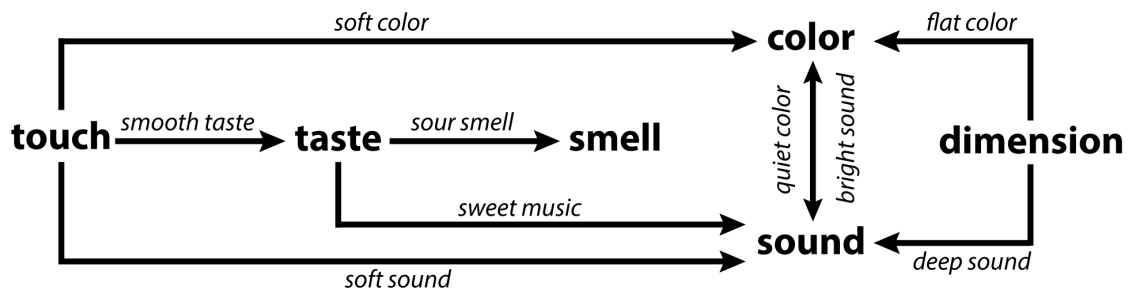 soft color
color
flat color
touch
smooth taste
taste
sour smell
smell
quiet color
bright sound
dimension
sweet music
sound
soft sound
deep sound